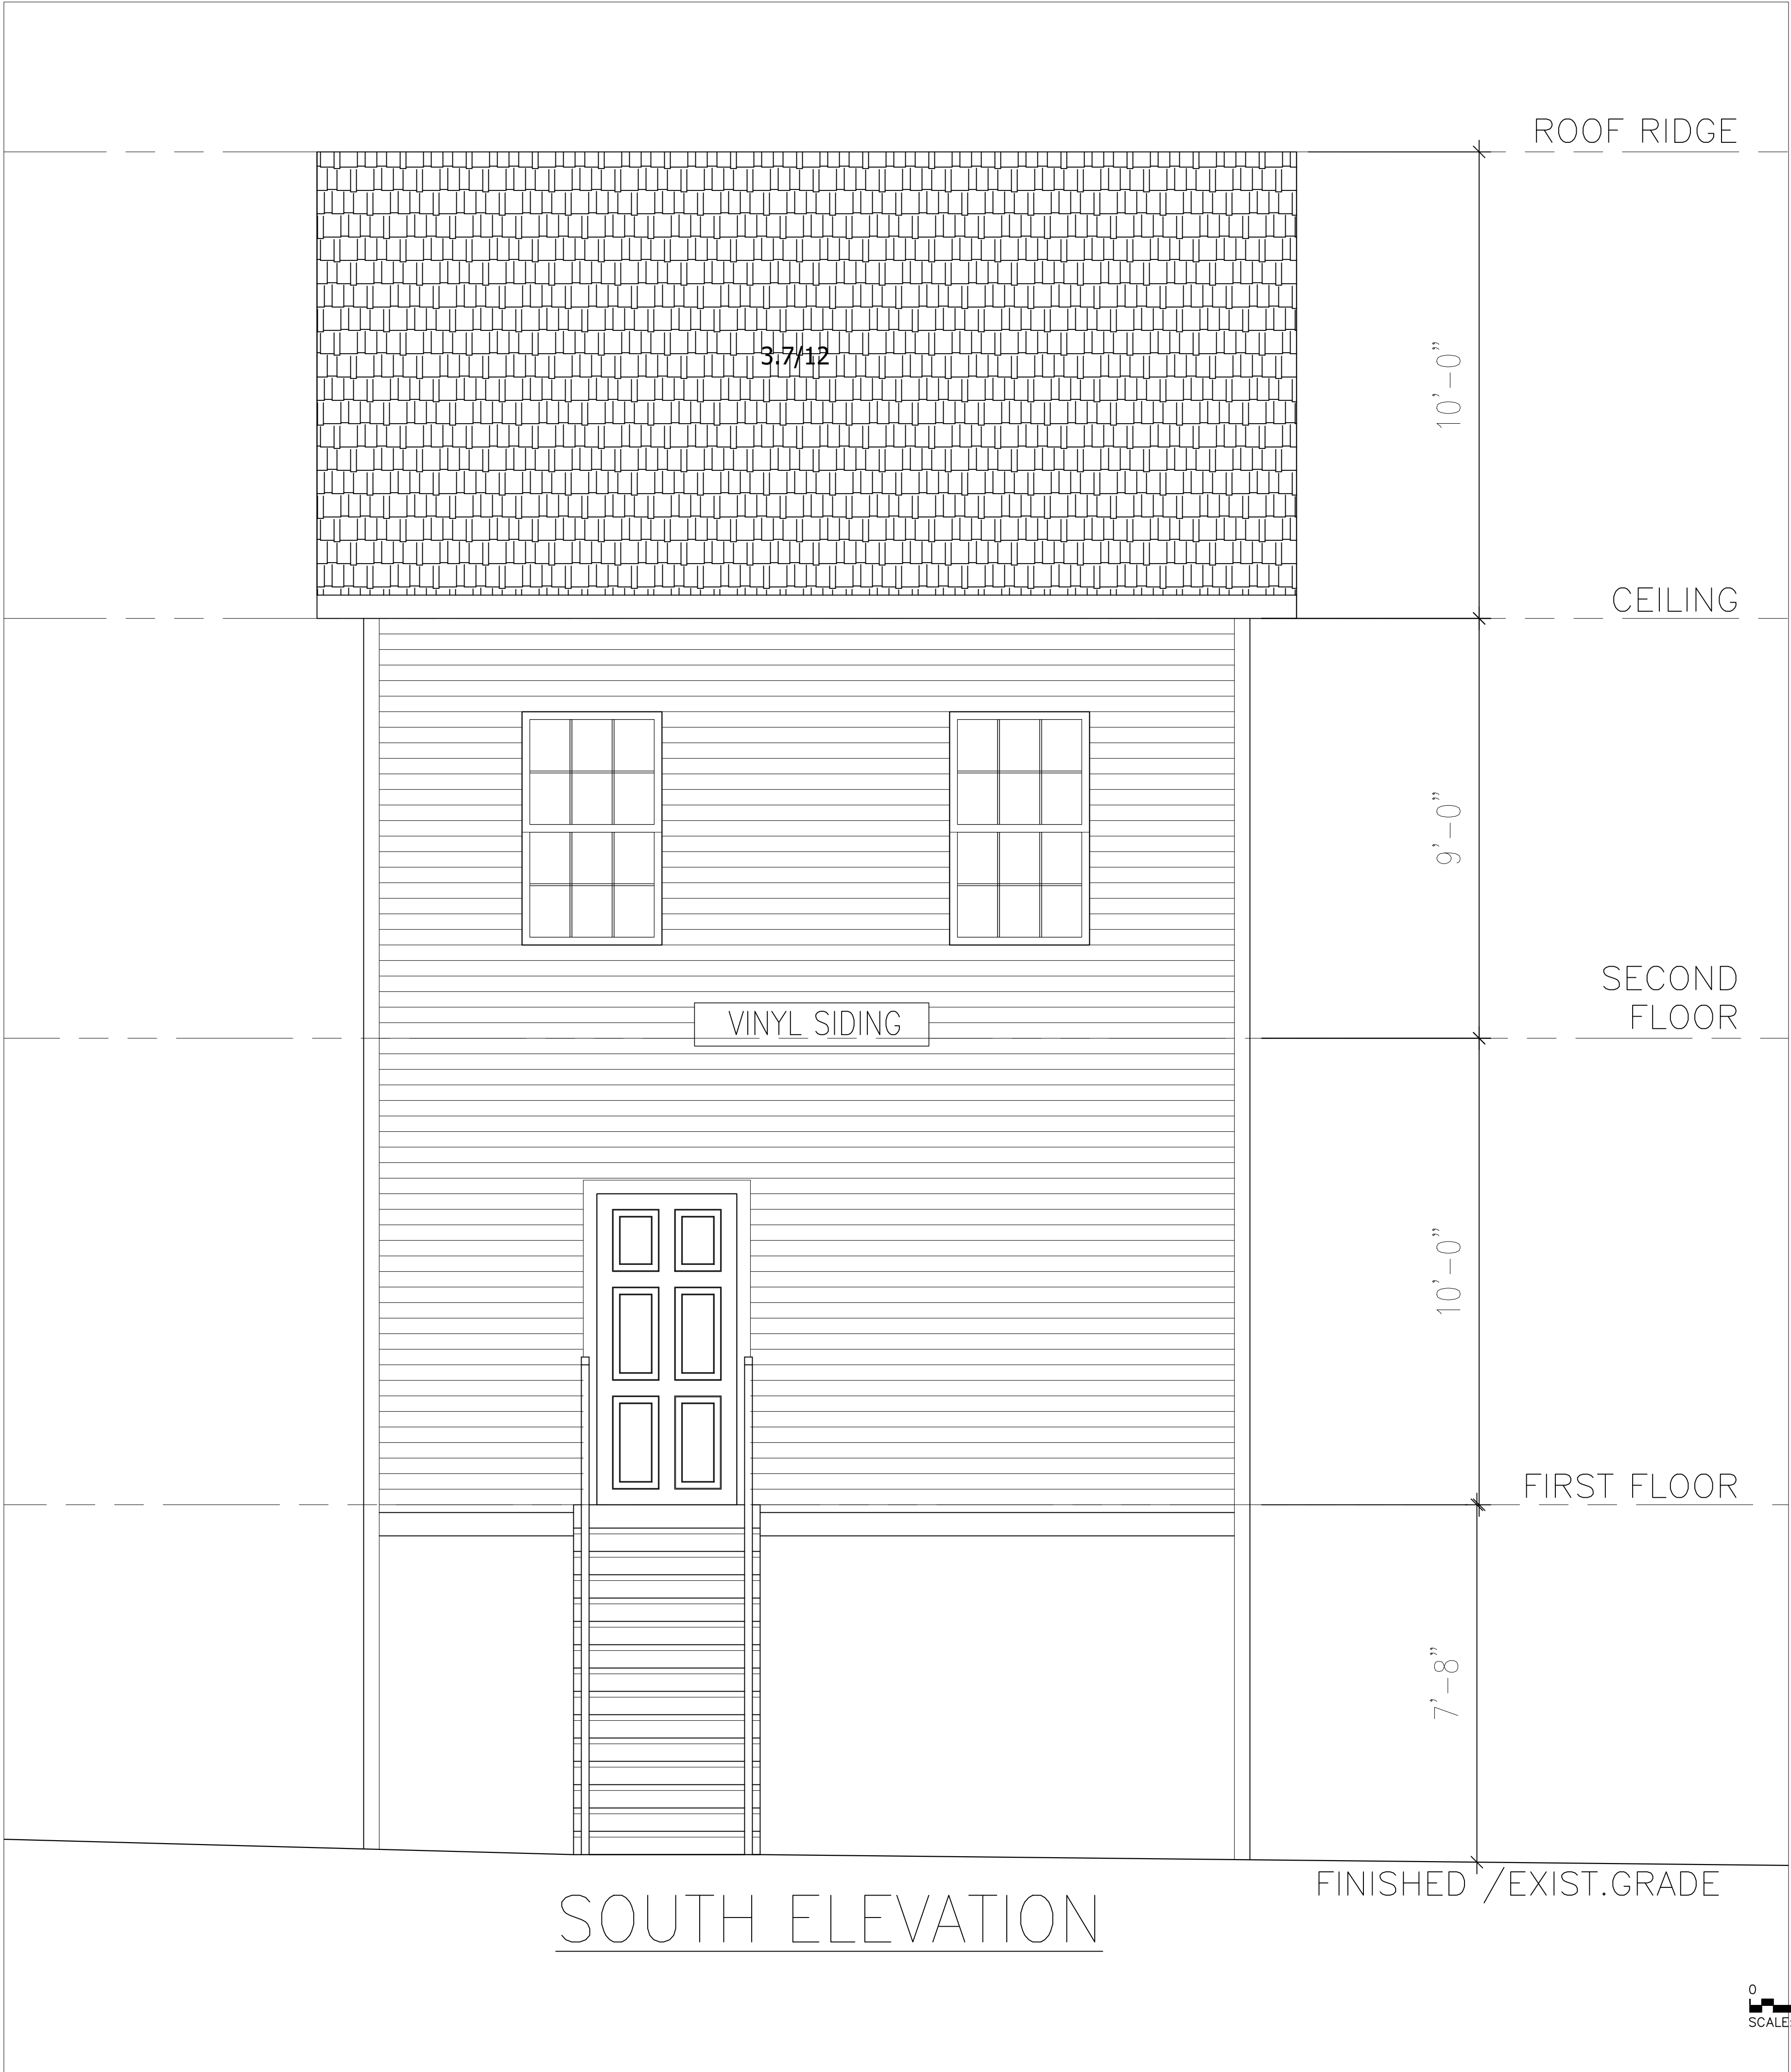 ROOF RIDGE
3.7/12
10'-0"
CEILING
9'-0"
SECOND
FLOOR
VINYL SIDING
10'-0"
FIRST FLOOR
7'-8"
FINISHED /EXIST.GRADE
SOUTH ELEVATION
0
SCALE: